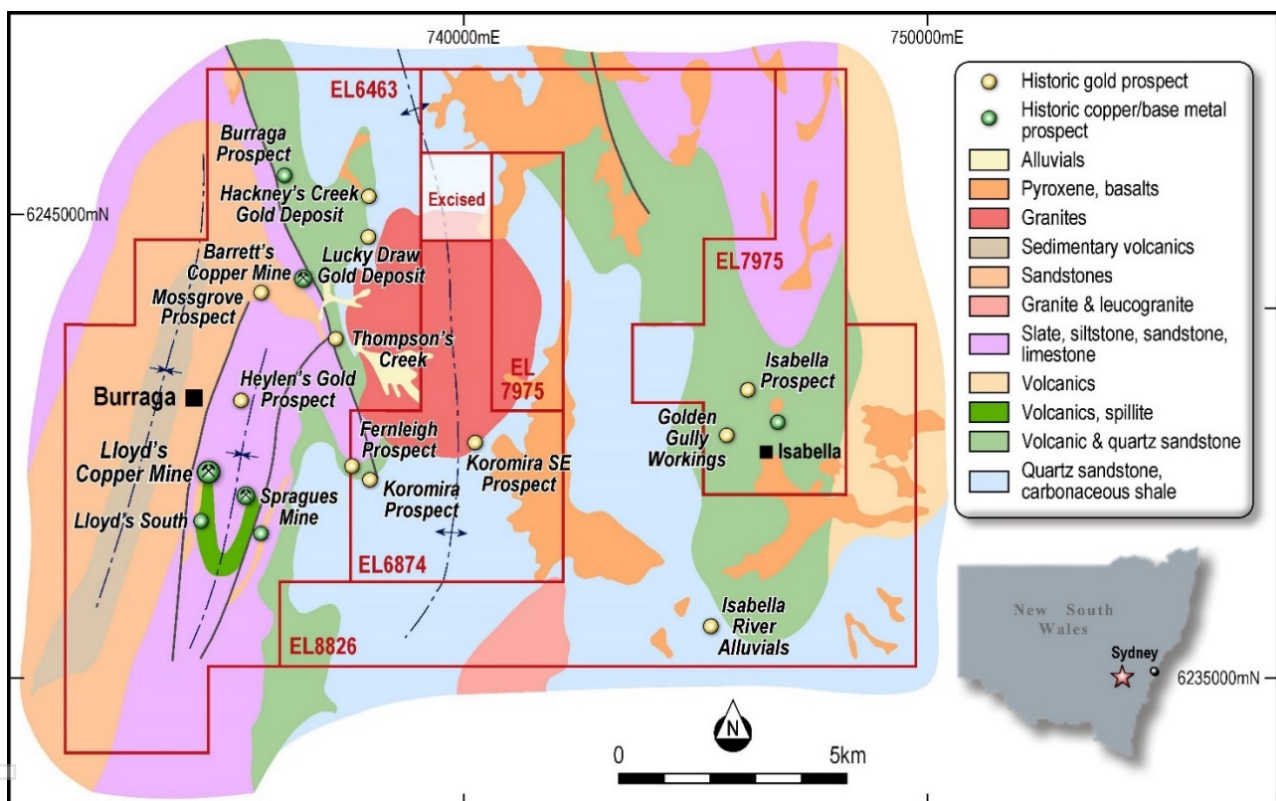 740000mE
750000mE
6245000mN
6235000mN
EL6463
Burraga
Prospect
Hackney's Creek
Gold Deposit
Excised
Lucky Draw
Gold Deposit
Barrett's
Copper Mine
Mossgrove
Prospect
EL7975
Thompson's
Creek
EL
7975
Burraga
Heylen's Gold
Prospect
Isabella
Prospect
Golden
Gully
Workings
Isabella
Fernleigh
Prospect
Koromira SE
Prospect
Koromira
Prospect
Lloyd's
Copper Mine
Spragues
Mine
Lloyd's South
EL6874
EL8826
Isabella
River
Alluvials
N
0
5km
Historic gold prospect
Historic copper/base metal
prospect
Alluvials
Pyroxene, basalts
Granites
Sedimentary volcanics
Sandstones
Granite & leucogranite
Slate, siltstone, sandstone,
limestone
Volcanics
Volcanics, spillite
Volcanic & quartz sandstone
Quartz sandstone,
carbonaceous shale
New South
Wales
Sydney